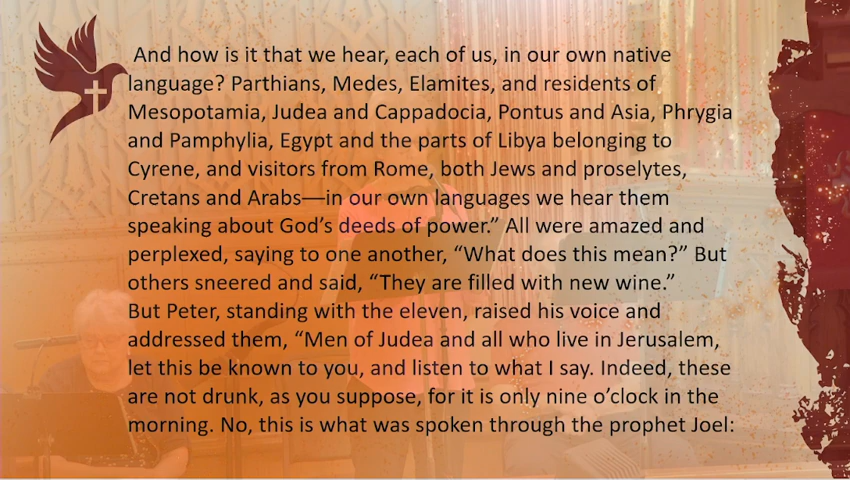 And how is it that we hear, each of us, in our own native
language? Parthians, Medes, Elamites, and residents of
Mesopotamia, Judea and Cappadocia, Pontus and Asia, Phrygia
and Pamphylia, Egypt and the parts of Libya belonging to
Cyrene, and visitors from Rome, both Jews and proselytes,
Cretans and Arabs—in our own languages we hear them
speaking about God’s deeds of power.” All were amazed and
perplexed, saying to one another, “What does this mean?” But
others sneered and said, “They are filled with new wine.”
But Peter, standing with the eleven, raised his voice and
addressed them, “Men of Judea and all who live in Jerusalem,
let this be known to you, and listen to what I say. Indeed, these
are not drunk, as you suppose, for it is only nine o’clock in the
morning. No, this is what was spoken through the prophet Joel: